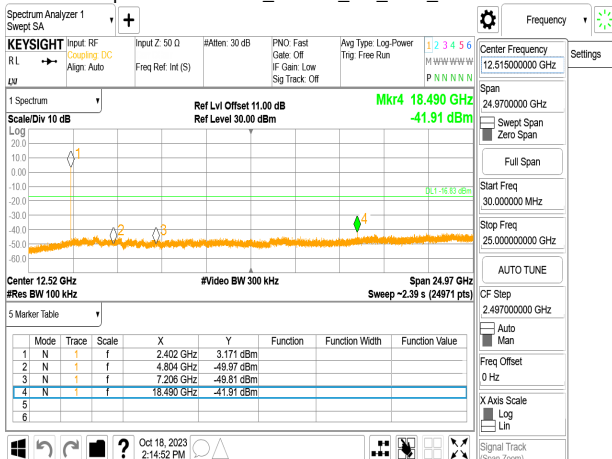 Spectrum Analyzer 1
Swept SA
Frequency
KEYSIGHT
RL
LXI
Input: RF
Coupling: DC
Align: Auto
Input Z: 50 Ω
Freq Ref: Int (S)
#Atten: 30 dB
PNO: Fast
Gate: Off
IF Gain: Low
Sig Track: Off
Avg Type: Log-Power
Trig: Free Run
1 2 3 4 5 6
M W W W W W
P N N N N N
1 Spectrum
Scale/Div 10 dB
Ref Lvl Offset 11.00 dB
Ref Level 30.00 dBm
Mkr4 18.490 GHz
-41.91 dBm
Log
20.0
10.0
0.00
-10.0
-20.0
-30.0
-40.0
-50.0
-60.0
1
2
3
4
DL1 -16.83 dBm
Center 12.52 GHz
#Video BW 300 kHz
Span 24.97 GHz
#Res BW 100 kHz
Sweep ~2.39 s (24971 pts)
5 Marker Table
Mode Trace Scale X Y Function Function Width Function Value
1 N 1 f 2.402 GHz 3.171 dBm
2 N 1 f 4.804 GHz -49.97 dBm
3 N 1 f 7.206 GHz -49.81 dBm
4 N 1 f 18.490 GHz -41.91 dBm
5
6
Oct 18, 2023
2:14:52 PM
Center Frequency
12.515000000 GHz
Settings
Span
24.9700000 GHz
Swept Span
Zero Span
Full Span
Start Freq
30.000000 MHz
Stop Freq
25.000000000 GHz
AUTO TUNE
CF Step
2.497000000 GHz
Auto
Man
Freq Offset
0 Hz
X Axis Scale
Log
Lin
Signal Track
(Span Zoom)